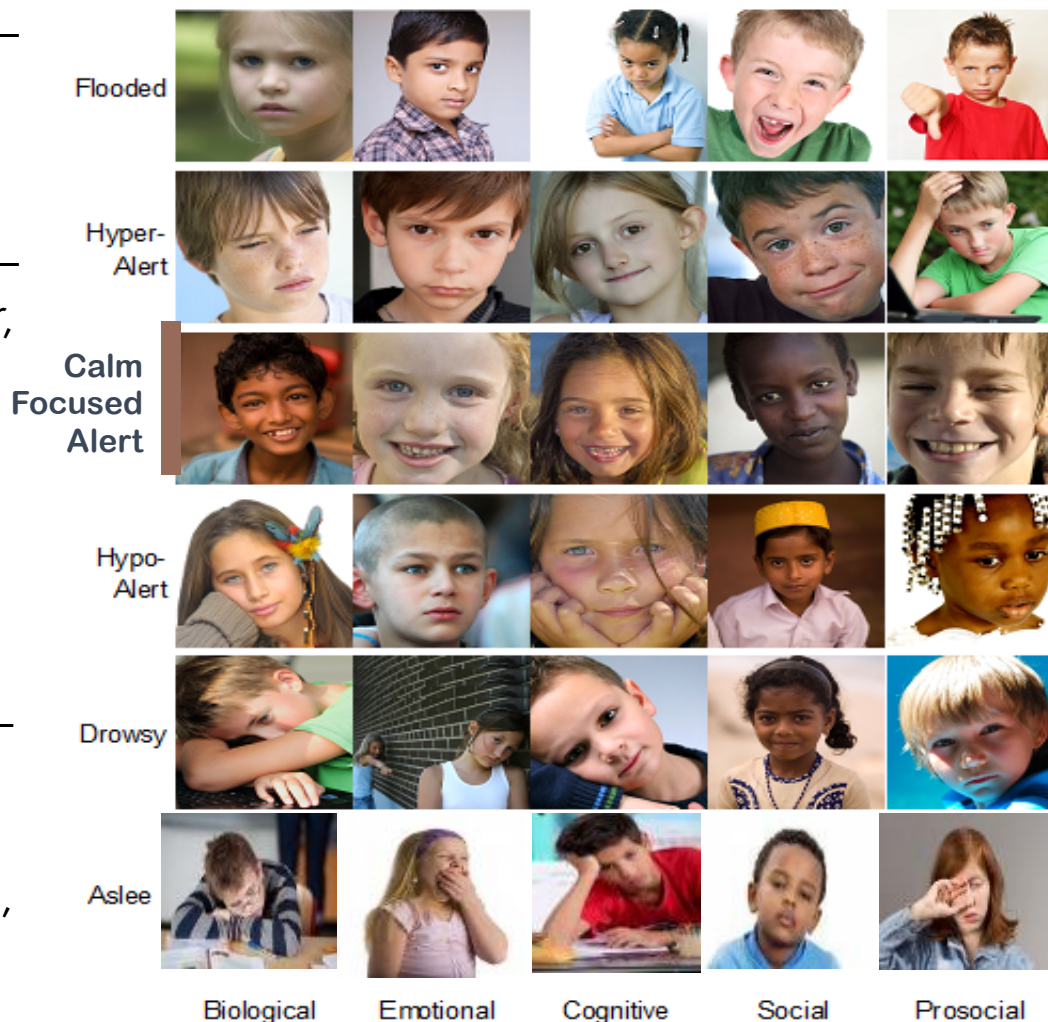 Flooded
Hyper-
Alert
Calm
Focused
Alert
Hypo-
Alert
Drowsy
Aslee
Biological Emotional Cognitive Social Prosocial